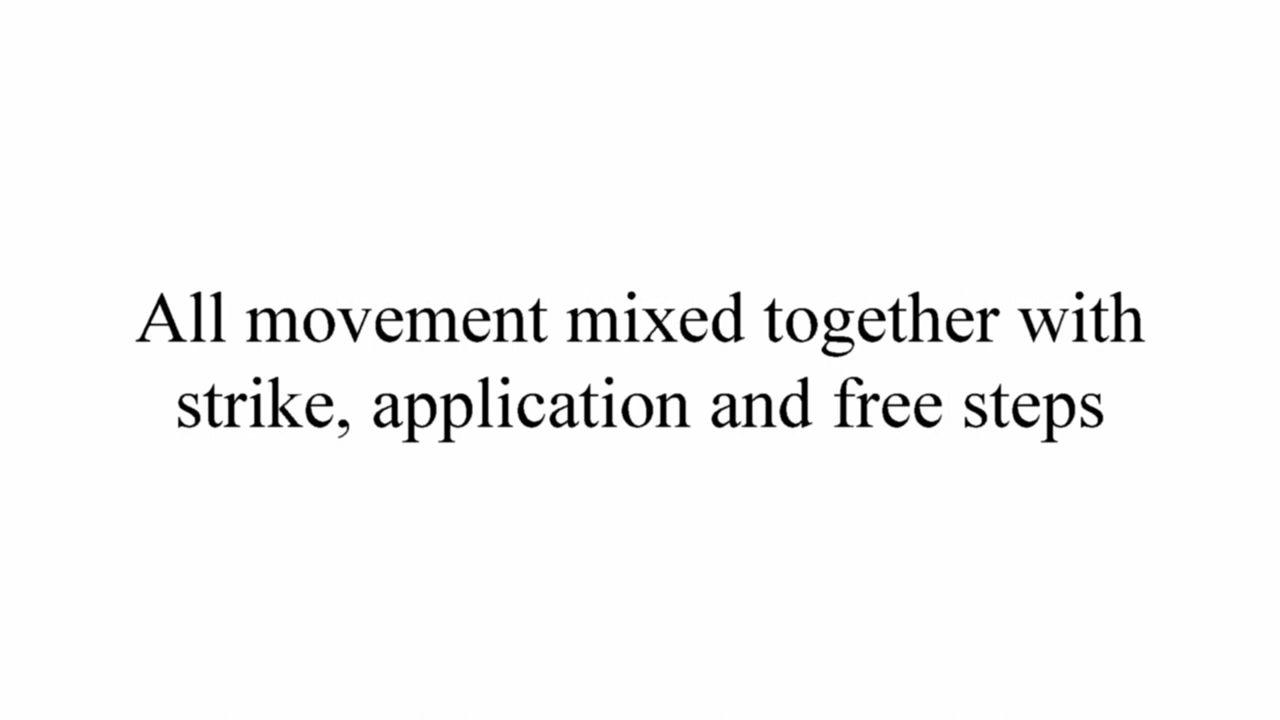 All movement mixed together with
strike, application and free steps